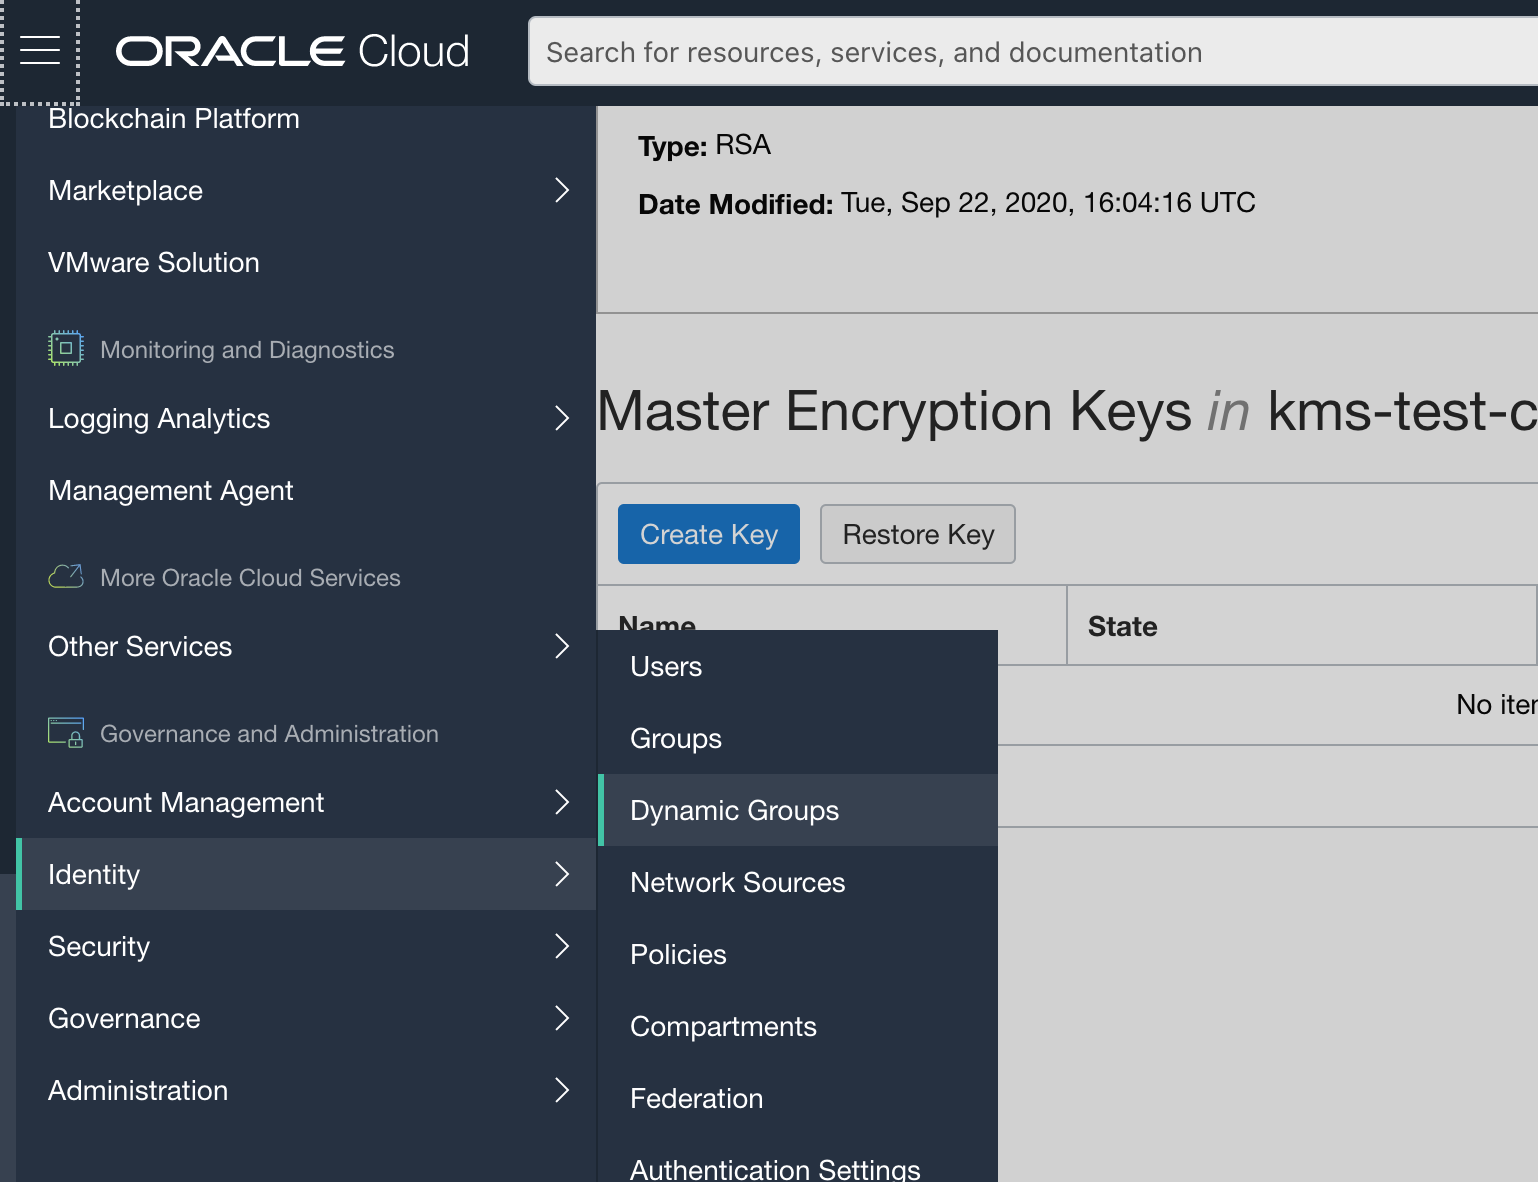 ORACLE Cloud
Search for resources, services, and documentation
Blockchain Platform
Marketplace
VMware Solution
Monitoring and Diagnostics
Logging Analytics
Management Agent
More Oracle Cloud Services
Other Services
Governance and Administration
Account Management
Identity
Security
Governance
Administration
Type: RSA
Date Modified: Tue, Sep 22, 2020, 16:04:16 UTC
Master Encryption Keys in kms-test-c
Create Key
Restore Key
Name
State
No iter
Users
Groups
Dynamic Groups
Network Sources
Policies
Compartments
Federation
Authentication Settings